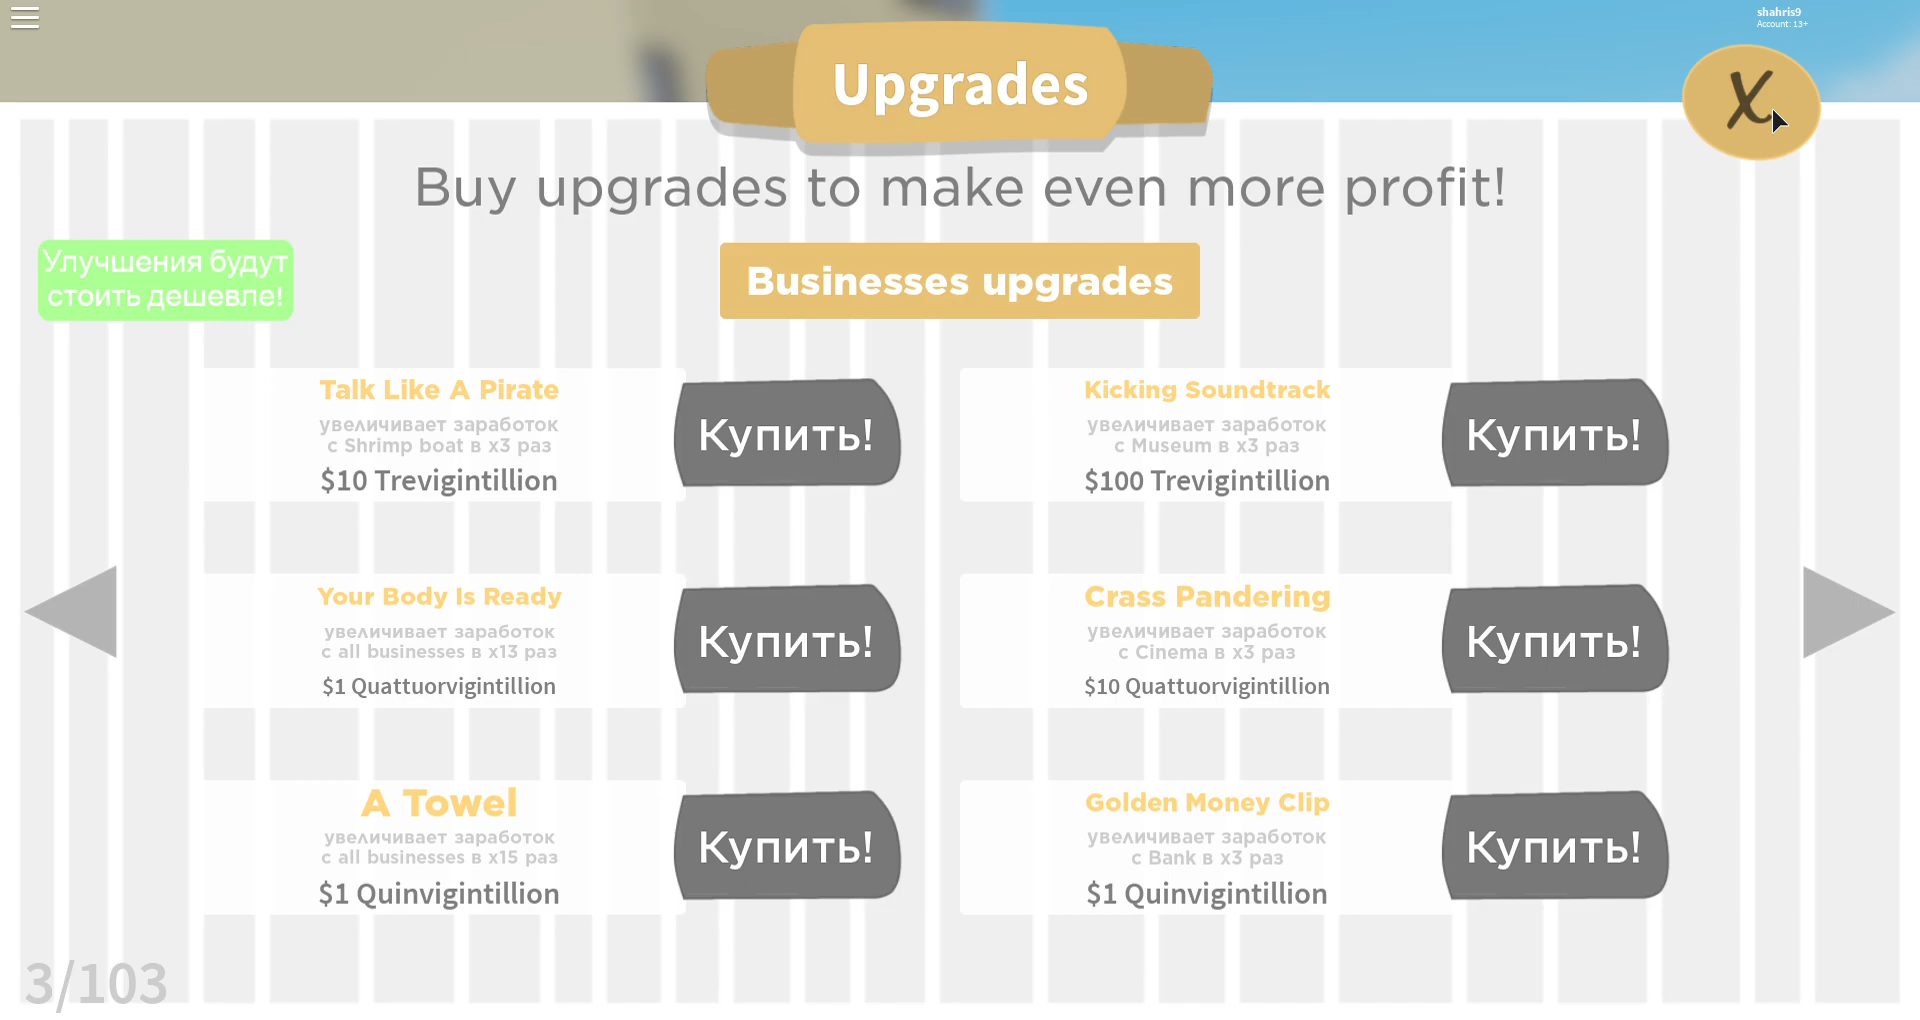 shahris9
Account: 13+
Upgrades
X
Buy upgrades to make even more profit!
Улучшения будут
стоить дешевле!
Businesses upgrades
Talk Like A Pirate
увеличивает заработок
с Shrimp boat в x3 раз
$10 Trevigintillion
Купить!
Kicking Soundtrack
увеличивает заработок
с Museum в x3 раз
$100 Trevigintillion
Купить!
Your Body Is Ready
увеличивает заработок
с all businesses в x13 раз
$1 Quattuorvigintillion
Купить!
Crass Pandering
увеличивает заработок
с Cinema в x3 раз
$10 Quattuorvigintillion
Купить!
A Towel
увеличивает заработок
с all businesses в x15 раз
$1 Quinvigintillion
Купить!
Golden Money Clip
увеличивает заработок
с Bank в x3 раз
$1 Quinvigintillion
Купить!
3/103